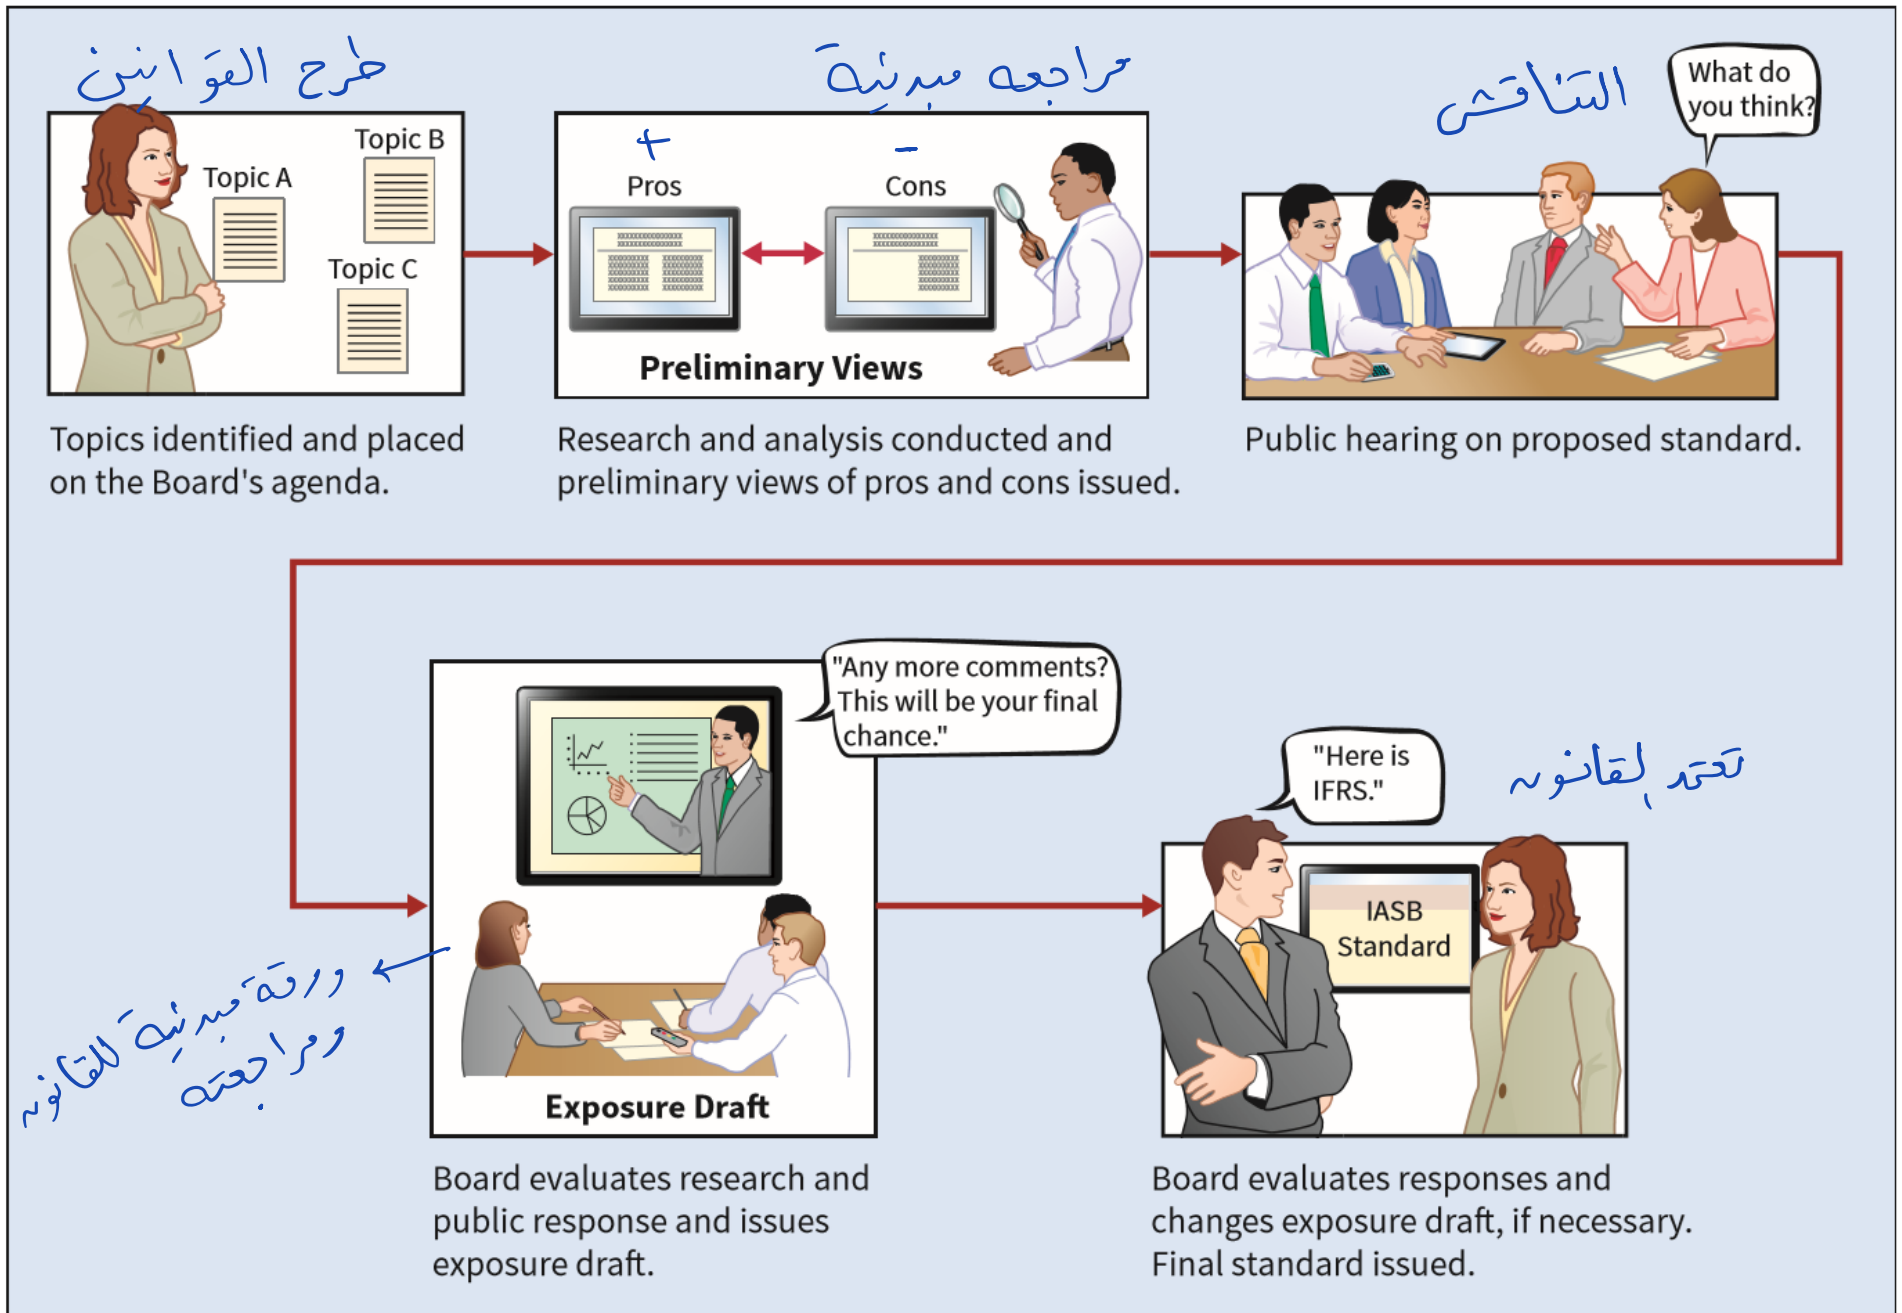 طرح القوانين
Topic A
Topic B
Topic C
Topics identified and placed
on the Board's agenda.
مراجعه مبدئية
+
-
Pros
Cons
Preliminary Views
Research and analysis conducted and
preliminary views of pros and cons issued.
التناقش
What do
you think?
Public hearing on proposed standard.
"Any more comments?
This will be your final
chance."
ورقة مبدئية للقانون
ومراجعته
Exposure Draft
Board evaluates research and
public response and issues
exposure draft.
"Here is
IFRS."
تعتمد القانون
IASB
Standard
Board evaluates responses and
changes exposure draft, if necessary.
Final standard issued.